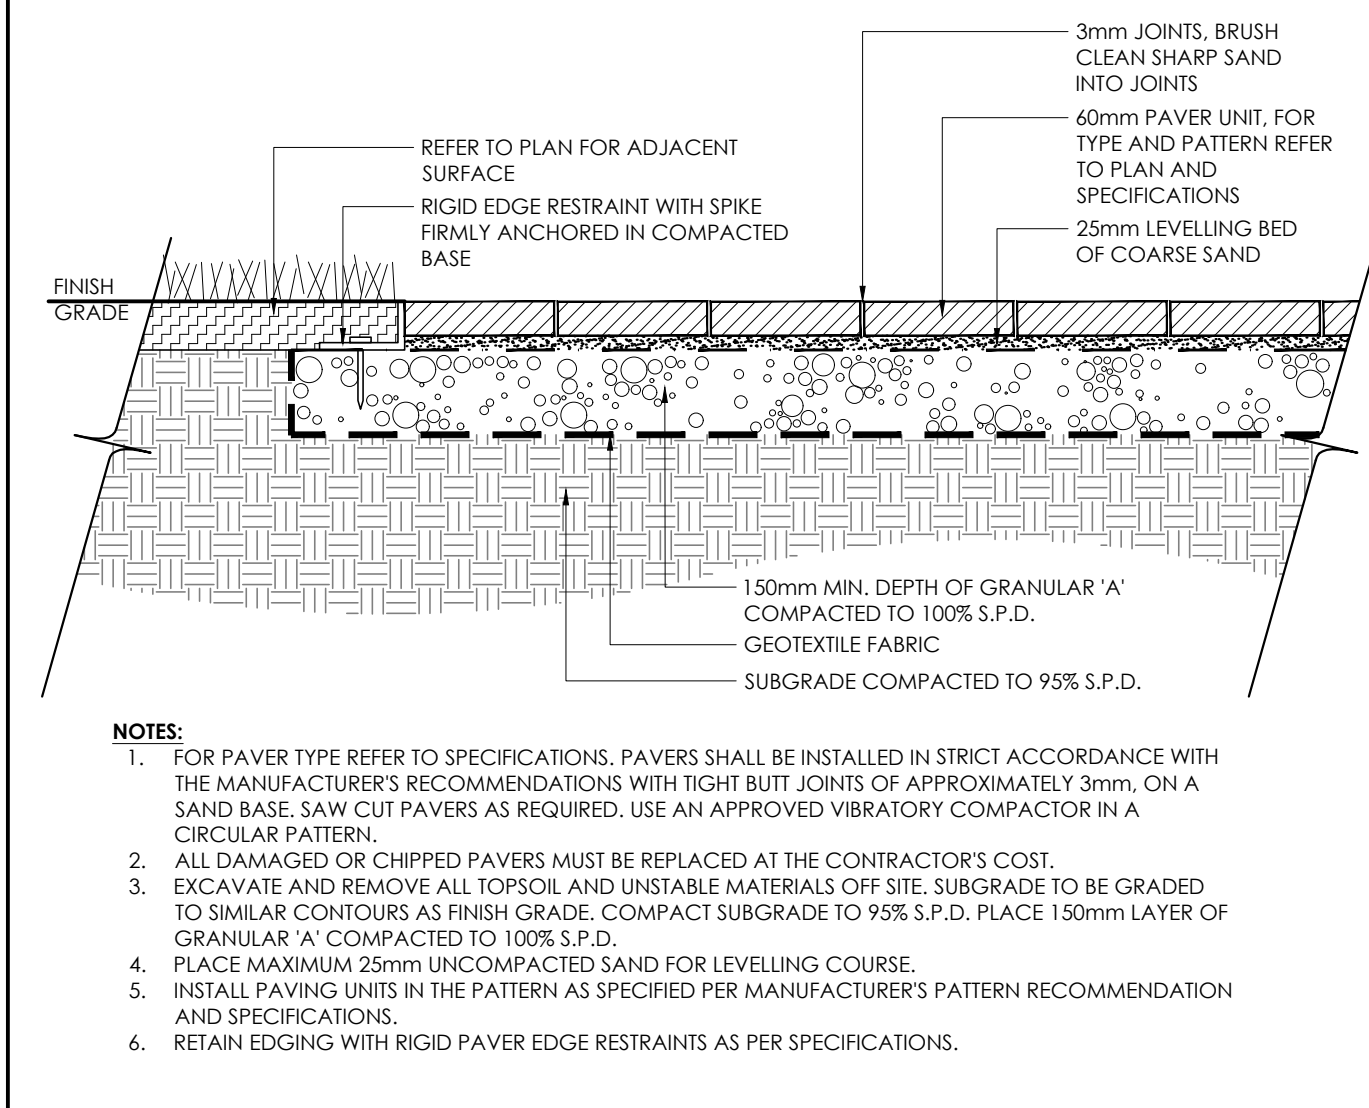 3mm JOINTS, BRUSH
CLEAN SHARP SAND
INTO JOINTS
60mm PAVER UNIT, FOR
TYPE AND PATTERN REFER
TO PLAN AND
SPECIFICATIONS
25mm LEVELLING BED
OF COARSE SAND
REFER TO PLAN FOR ADJACENT
SURFACE
RIGID EDGE RESTRAINT WITH SPIKE
FIRMLY ANCHORED IN COMPACTED
BASE
FINISH
GRADE
150mm MIN. DEPTH OF GRANULAR 'A'
COMPACTED TO 100% S.P.D.
GEOTEXTILE FABRIC
SUBGRADE COMPACTED TO 95% S.P.D.
NOTES:
1. FOR PAVER TYPE REFER TO SPECIFICATIONS. PAVERS SHALL BE INSTALLED IN STRICT ACCORDANCE WITH
THE MANUFACTURER'S RECOMMENDATIONS WITH TIGHT BUTT JOINTS OF APPROXIMATELY 3mm, ON A
SAND BASE. SAW CUT PAVERS AS REQUIRED. USE AN APPROVED VIBRATORY COMPACTOR IN A
CIRCULAR PATTERN.
2. ALL DAMAGED OR CHIPPED PAVERS MUST BE REPLACED AT THE CONTRACTOR'S COST.
3. EXCAVATE AND REMOVE ALL TOPSOIL AND UNSTABLE MATERIALS OFF SITE. SUBGRADE TO BE GRADED
TO SIMILAR CONTOURS AS FINISH GRADE. COMPACT SUBGRADE TO 95% S.P.D. PLACE 150mm LAYER OF
GRANULAR 'A' COMPACTED TO 100% S.P.D.
4. PLACE MAXIMUM 25mm UNCOMPACTED SAND FOR LEVELLING COURSE.
5. INSTALL PAVING UNITS IN THE PATTERN AS SPECIFIED PER MANUFACTURER'S PATTERN RECOMMENDATION
AND SPECIFICATIONS.
6. RETAIN EDGING WITH RIGID PAVER EDGE RESTRAINTS AS PER SPECIFICATIONS.